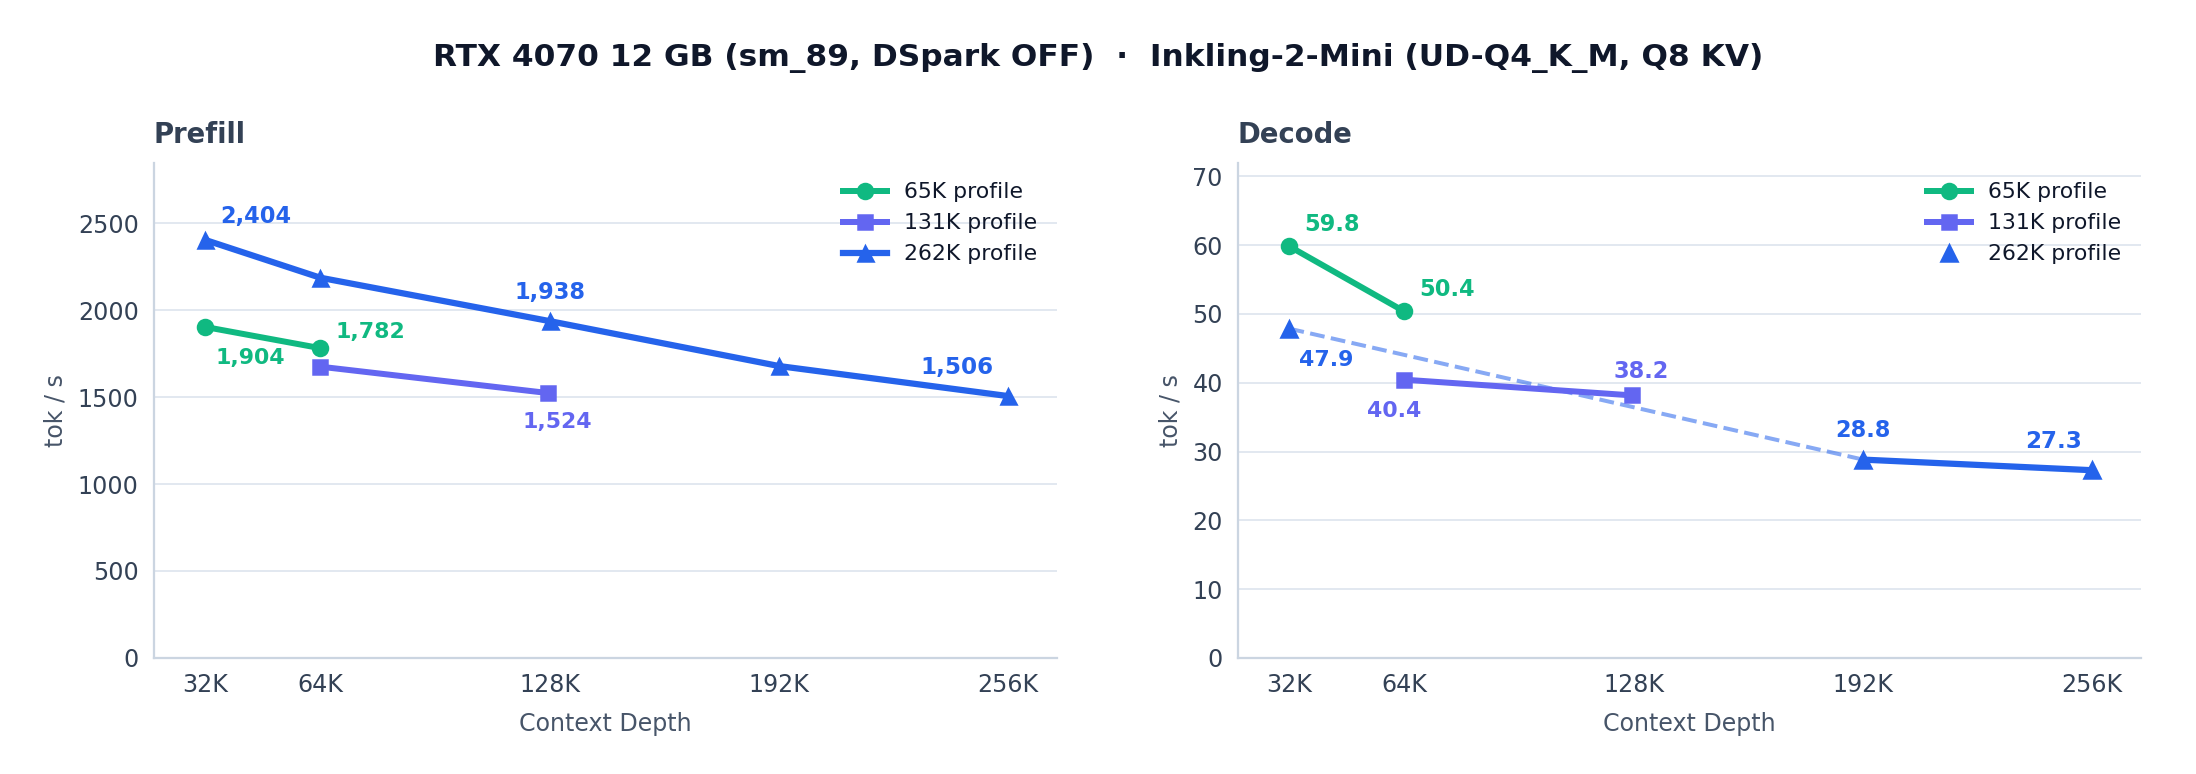 RTX 4070 12 GB (sm_89, DSpark OFF) · Inkling-2-Mini (UD-Q4_K_M, Q8 KV)
Prefill
tok / s
2500
2000
1500
1000
500
0
32K 64K 128K 192K 256K
Context Depth
65K profile
131K profile
262K profile
2,404
1,938
1,506
1,904
1,782
1,524
Decode
tok / s
70
60
50
40
30
20
10
0
32K 64K 128K 192K 256K
Context Depth
65K profile
131K profile
262K profile
59.8
50.4
47.9
40.4
38.2
28.8
27.3